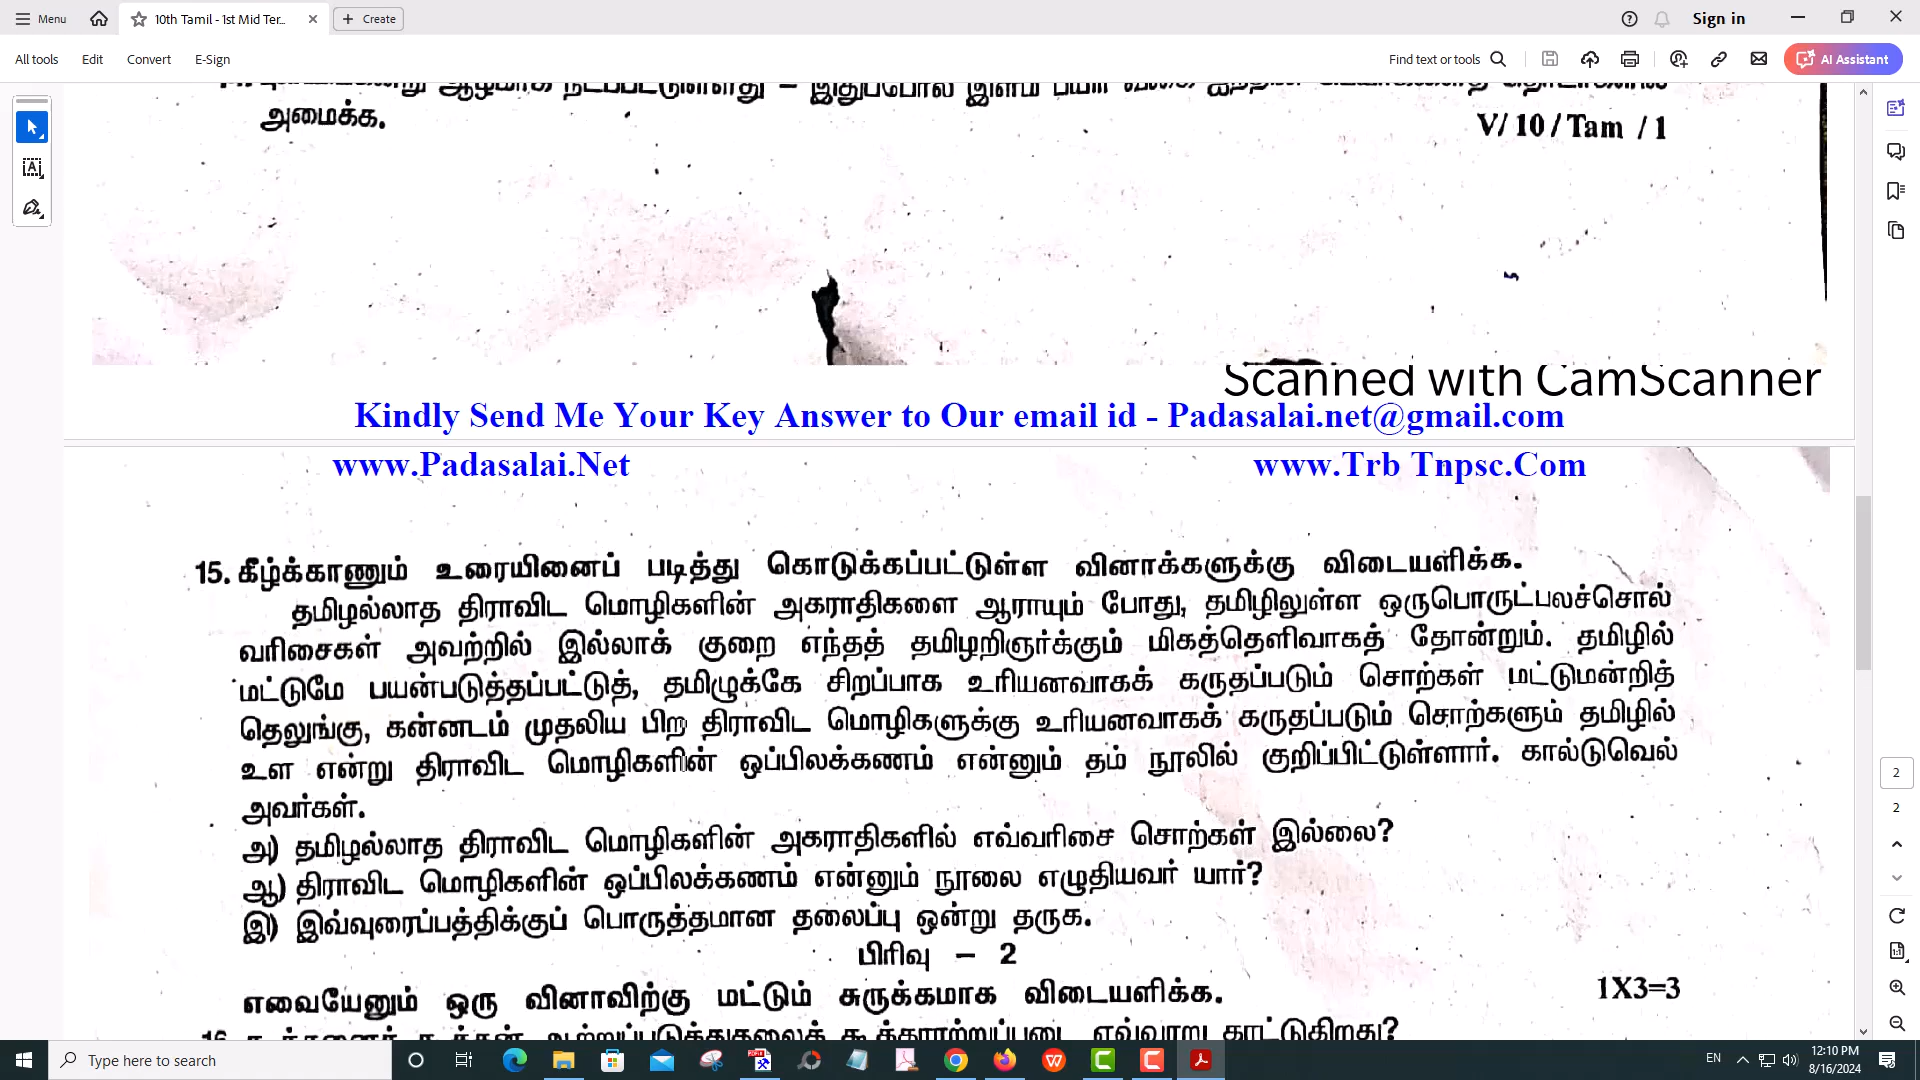 Menu
10th Tamil - 1st Mid Ter...
Create
Sign in
All tools Edit Convert E-Sign
Find text or tools
AI Assistant
அமைக்க.
V/ 10 / Tam / 1
Scanned with CamScanner
Kindly Send Me Your Key Answer to Our email id - Padasalai.net@gmail.com
www.Padasalai.Net www.Trb Tnpsc.Com
15. கீழ்க்காணும் உரையினைப் படித்து கொடுக்கப்பட்டுள்ள வினாக்களுக்கு விடையளிக்க.
தமிழல்லாத திராவிட மொழிகளின் அகராதிகளை ஆராயும் போது, தமிழிலுள்ள ஒருபொருட்பலச்சொல்
வரிசைகள் அவற்றில் இல்லாக் குறை எந்தத் தமிழறிஞர்க்கும் மிகத்தெளிவாகத் தோன்றும். தமிழில்
மட்டுமே பயன்படுத்தப்பட்டுத், தமிழுக்கே சிறப்பாக உரியனவாகக் கருதப்படும் சொற்கள் மட்டுமன்றித்
தெலுங்கு, கன்னடம் முதலிய பிற திராவிட மொழிகளுக்கு உரியனவாகக் கருதப்படும் சொற்களும் தமிழில்
உள என்று திராவிட மொழிகளின் ஒப்பிலக்கணம் என்னும் தம் நூலில் குறிப்பிட்டுள்ளார். கால்டுவெல்
அவர்கள்.
அ) தமிழல்லாத திராவிட மொழிகளின் அகராதிகளில் எவ்வரிசை சொற்கள் இல்லை?
ஆ) திராவிட மொழிகளின் ஒப்பிலக்கணம் என்னும் நூலை எழுதியவர் யார்?
இ) இவ்வுரைப்பத்திக்குப் பொருத்தமான தலைப்பு ஒன்று தருக.
பிரிவு – 2
எவையேனும் ஒரு வினாவிற்கு மட்டும் சுருக்கமாக விடையளிக்க. 1X3=3
2
2
Type here to search
EN
12:10 PM
8/16/2024